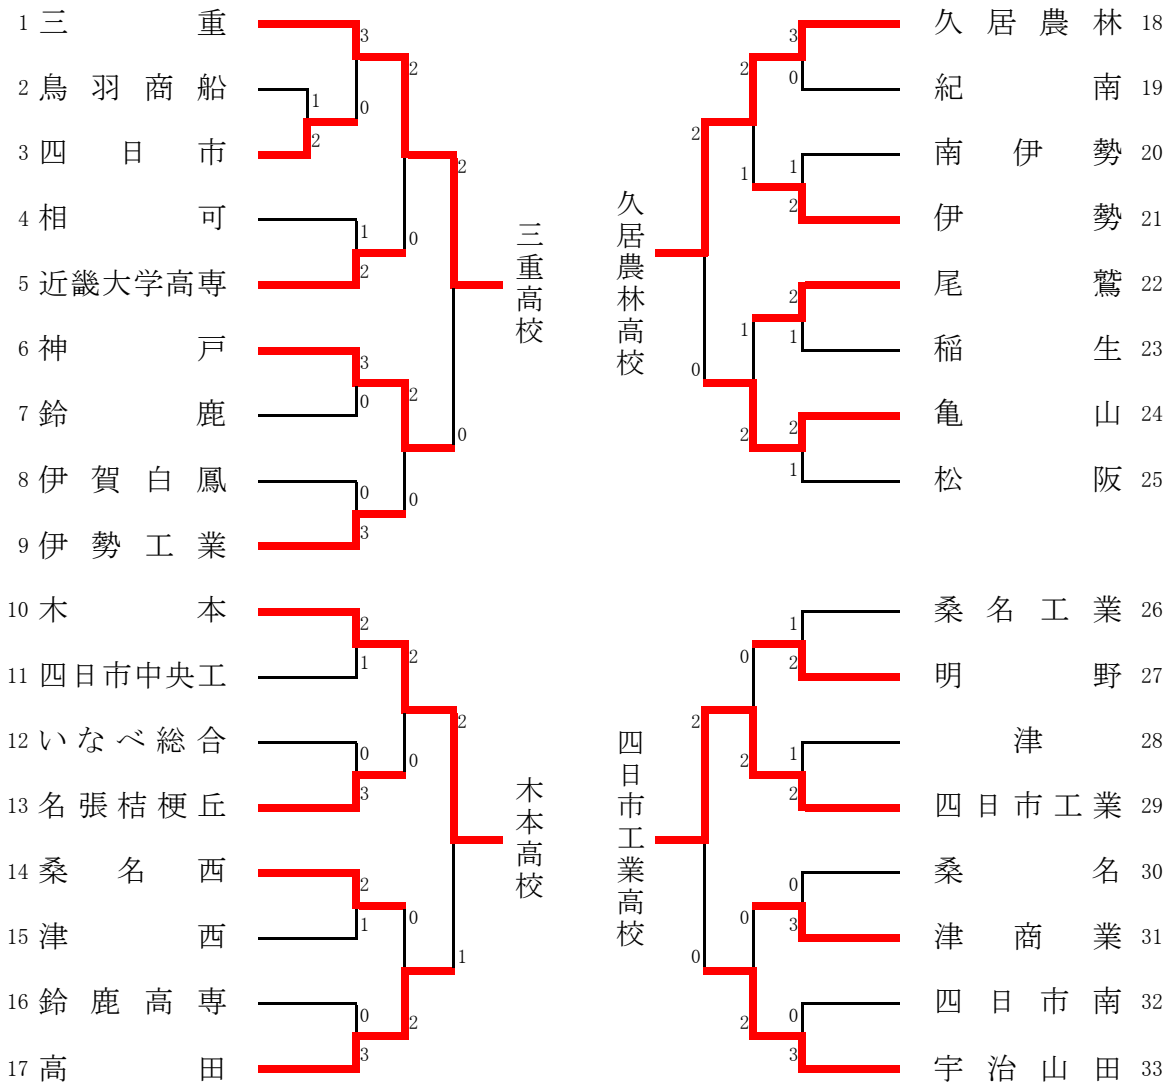 1 三重
3
2
2 鳥羽商船
1
0
3 四日市
2
2
4 相可
1
0
5 近畿大学高専
2
三重高校
6 神戸
3
2
7 鈴鹿
0
0
8 伊賀白鳳
0
0
9 伊勢工業
3
10 木本
2
2
11 四日市中央工
1
2
12 いなべ総合
0
0
13 名張桔梗丘
3
木本高校
14 桑名西
2
0
15 津西
1
1
16 鈴鹿高専
0
2
17 高田
3
久居農林 18
3
2
紀南 19
0
2
南伊勢 20
1
1
伊勢 21
2
久居農林高校
尾鷲 22
2
1
稲生 23
1
0
亀山 24
2
2
松阪 25
1
桑名工業 26
1
0
明野 27
2
2
津 28
1
2
四日市工業 29
2
四日市工業高校
桑名 30
0
0
津商業 31
3
0
四日市南 32
0
2
宇治山田 33
3